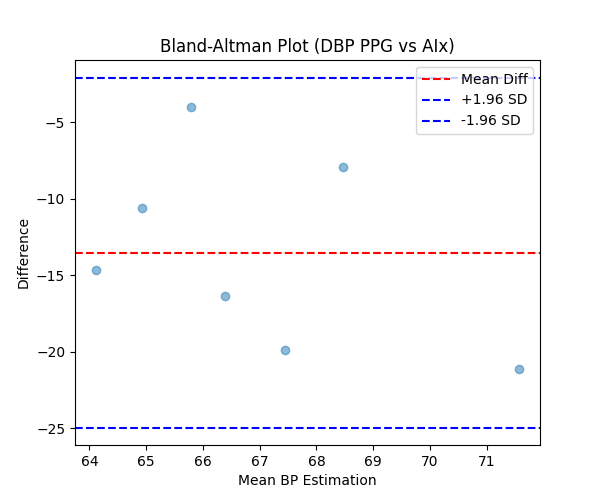 Bland-Altman Plot (DBP PPG vs AIx)
Mean Diff
+1.96 SD
-1.96 SD
Difference
−5
−10
−15
−20
−25
64 65 66 67 68 69 70 71
Mean BP Estimation